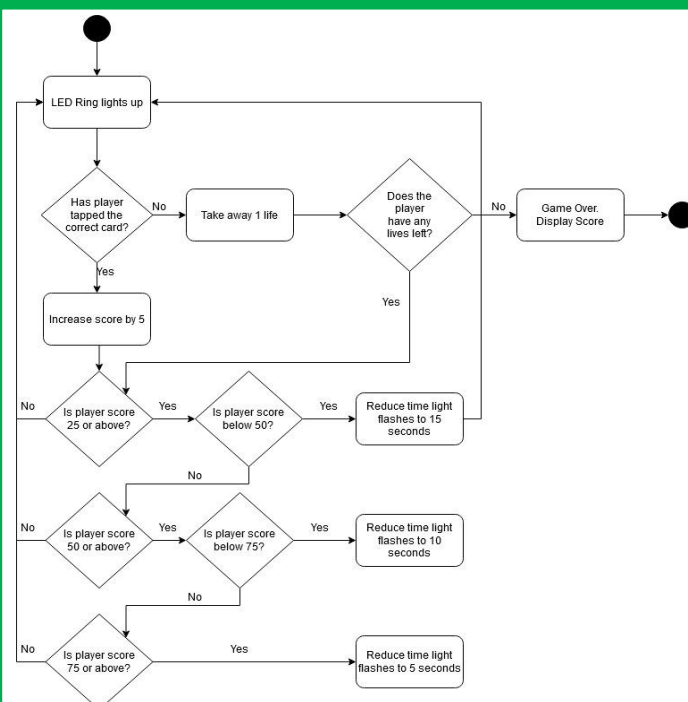 LED Ring lights up
Has player
tapped the
correct card?
No
Take away 1 life
Does the
player
have any
lives left?
No
Game Over.
Display Score
Yes
Increase score by 5
Yes
No
Is player score
25 or above?
Yes
Is player score
below 50?
Yes
Reduce time light
flashes to 15
seconds
No
No
Is player score
50 or above?
Yes
Is player score
below 75?
Yes
Reduce time light
flashes to 10
seconds
No
No
Is player score
75 or above?
Yes
Reduce time light
flashes to 5 seconds